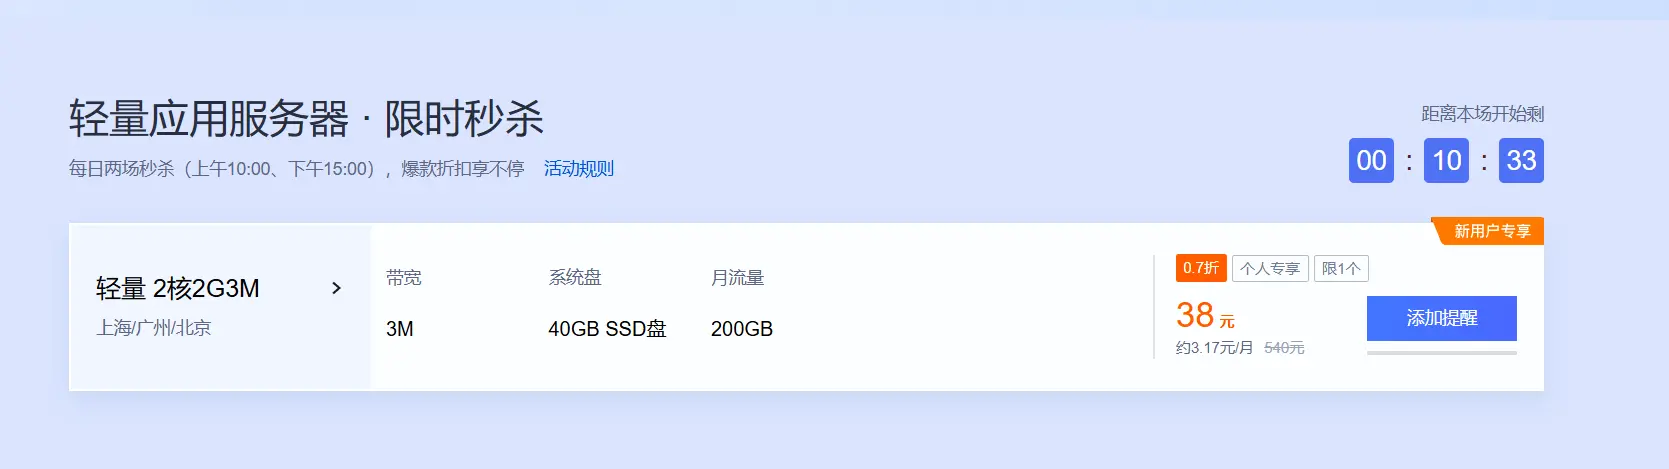 轻量应用服务器 · 限时秒杀
每日两场秒杀（上午10:00、下午15:00），爆款折扣享不停 活动规则
距离本场开始剩
00 : 10 : 33
新用户专享
轻量 2核2G3M
上海/广州/北京
带宽 系统盘 月流量
3M 40GB SSD盘 200GB
0.7折 个人专享 限1个
38 元
约3.17元/月 540元
添加提醒